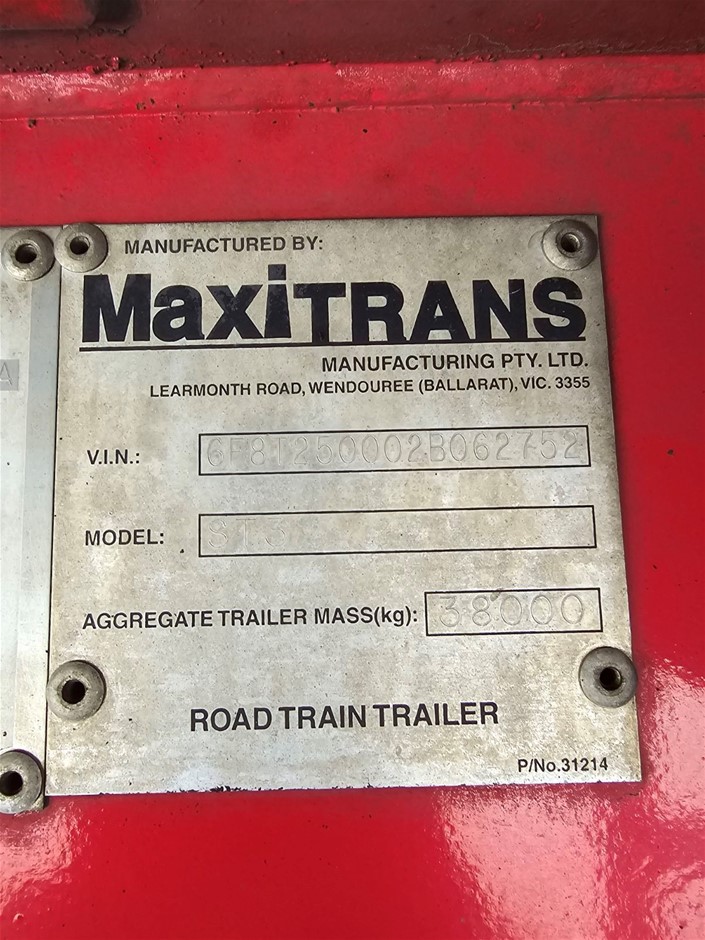 MANUFACTURED BY:
MaxiTRANS
MANUFACTURING PTY. LTD.
LEARMONTH ROAD, WENDOUREE (BALLARAT), VIC. 3355
V.I.N.: 6F8T250002B062752
MODEL: ST3
AGGREGATE TRAILER MASS(kg): 38000
ROAD TRAIN TRAILER
P/No.31214
A